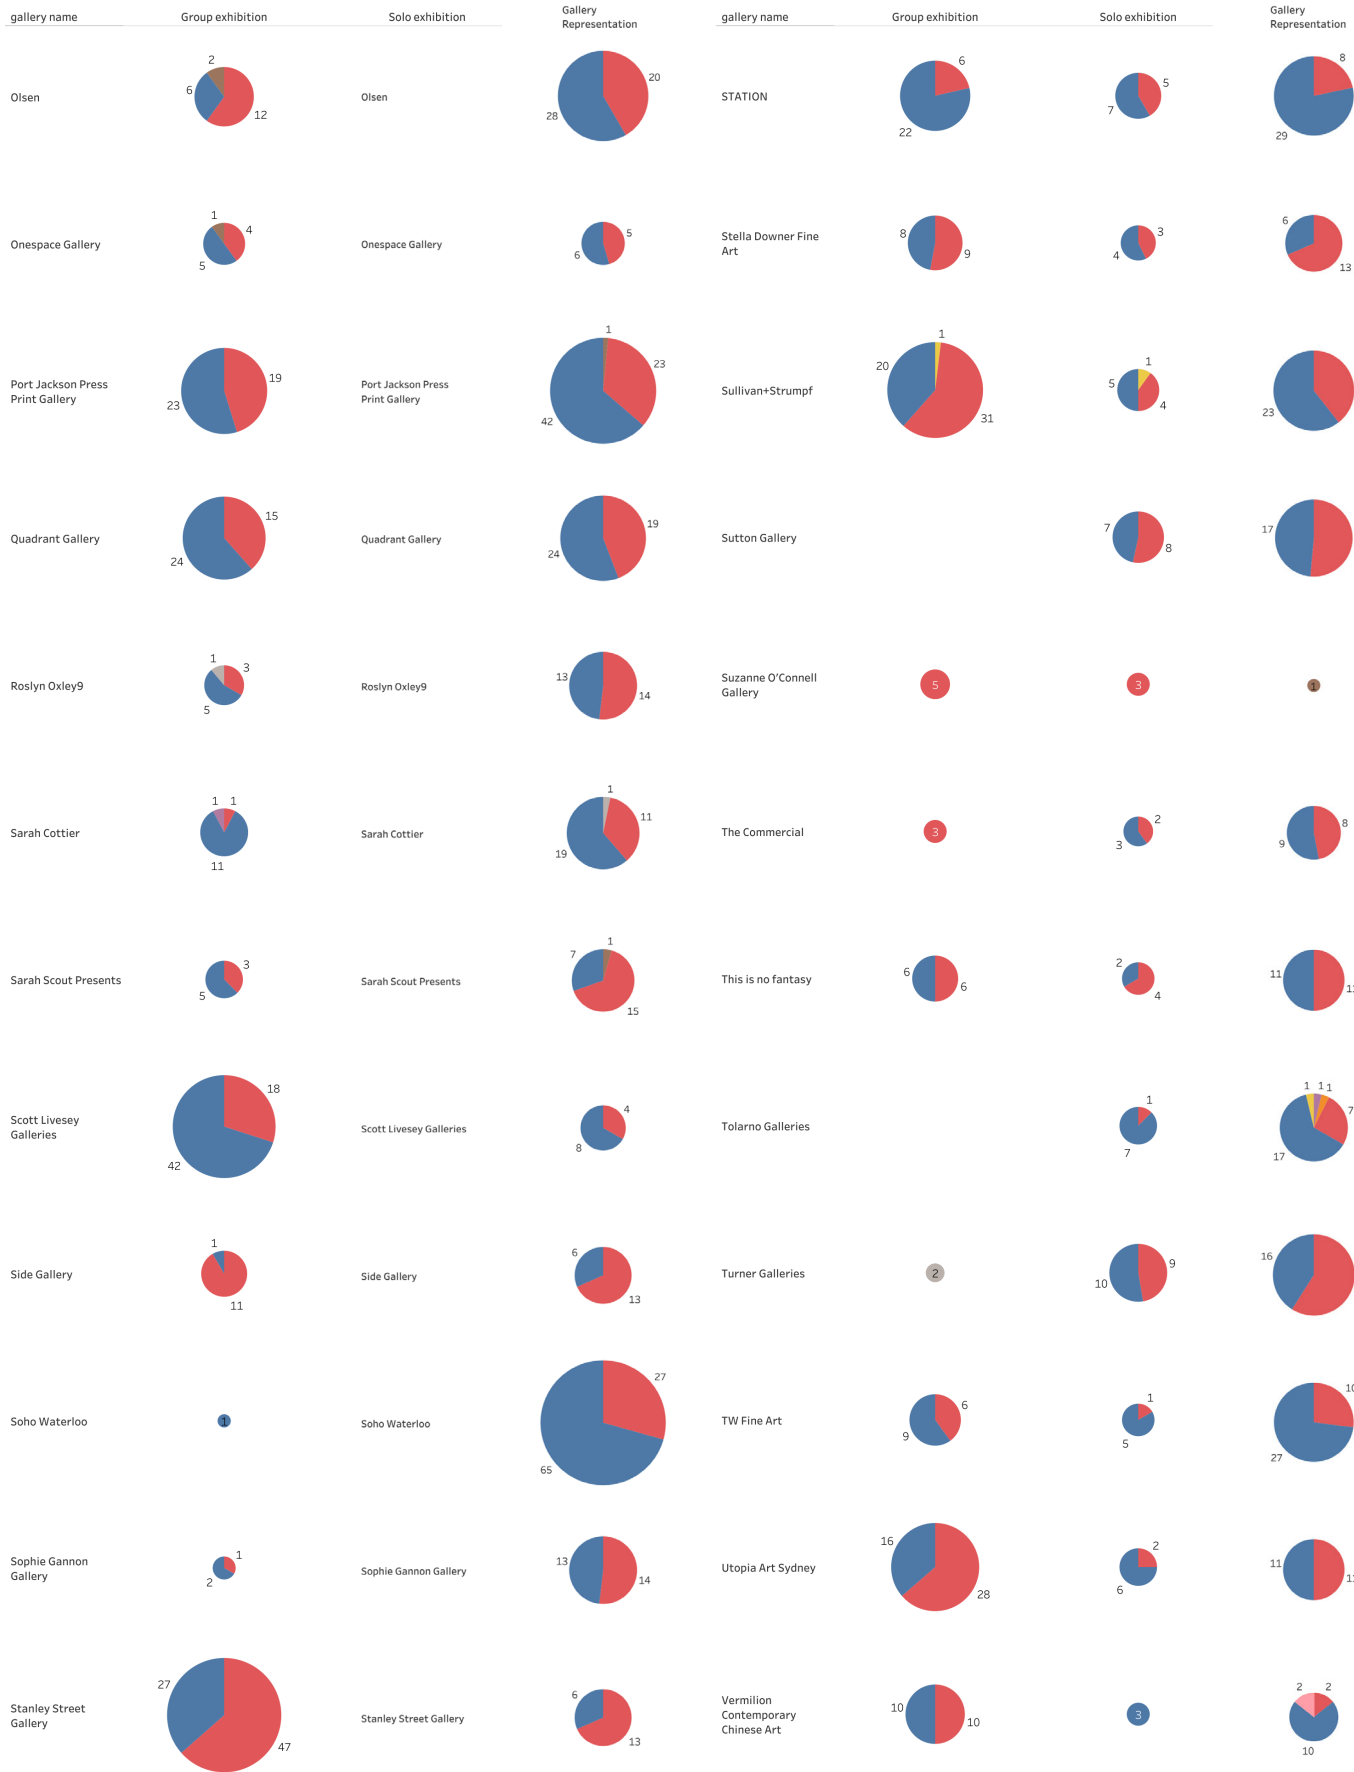 gallery name Group exhibition Solo exhibition Gallery
Representation
gallery name Group exhibition Solo exhibition Gallery
Representation
Olsen 2 6 12 Olsen 20 28
STATION 6 22 5 7 8 29
Onespace Gallery 1 4 5 Onespace Gallery 5 6
Stella Downer Fine
Art 8 9 3 4 6 13
Port Jackson Press
Print Gallery 19 23 Port Jackson Press
Print Gallery 1 23 42
Sullivan+Strumpf 1 20 31 1 5 4 23
Quadrant Gallery 15 24 Quadrant Gallery 19 24
Sutton Gallery 7 8 17
Roslyn Oxley9 1 3 5 Roslyn Oxley9 13 14
Suzanne O’Connell
Gallery 5 3 1
Sarah Cottier 1 1 11 Sarah Cottier 1 11 19
The Commercial 3 2 3 8 9
Sarah Scout Presents 3 5 Sarah Scout Presents 1 7 15
This is no fantasy 6 6 2 4 11
Scott Livesey
Galleries 18 42 Scott Livesey Galleries 4 8
Tolarno Galleries 1 7 1 1 1 7 17
Side Gallery 1 11 Side Gallery 6 13
Turner Galleries 2 9 10 16
Soho Waterloo 1 Soho Waterloo 27 65
TW Fine Art 6 9 1 5 10 27
Sophie Gannon
Gallery 1 2 Sophie Gannon Gallery 13 14
Utopia Art Sydney 16 28 2 6 11
Stanley Street
Gallery 27 47 Stanley Street Gallery 6 13
Vermilion
Contemporary
Chinese Art 10 10 3 2 2 10